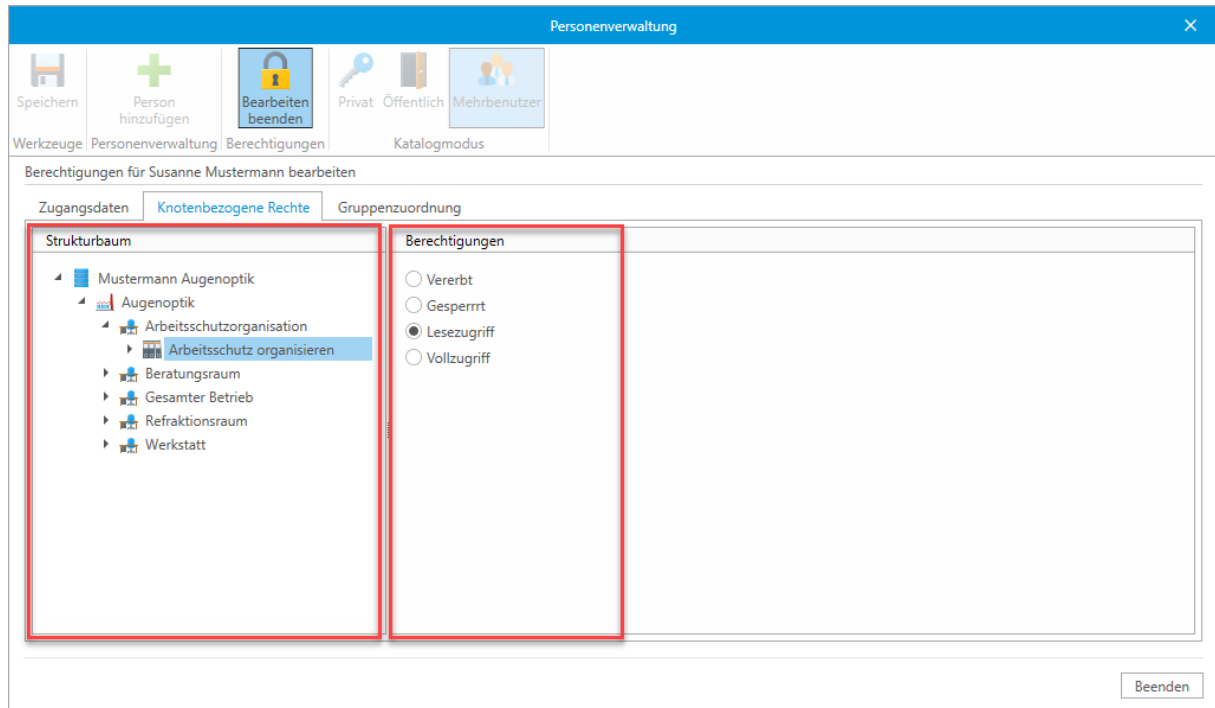 Personenverwaltung
Speichern
Person
hinzufügen
Bearbeiten
beenden
Privat
Öffentlich
Mehrbenutzer
Werkzeuge
Personenverwaltung
Berechtigungen
Katalogmodus
Berechtigungen für Susanne Mustermann bearbeiten
Zugangsdaten
Knotenbezogene Rechte
Gruppenzuordnung
Strukturbaum
Mustermann Augenoptik
Augenoptik
Arbeitsschutzorganisation
Arbeitsschutz organisieren
Beratungsraum
Gesamter Betrieb
Refraktionsraum
Werkstatt
Berechtigungen
Vererbt
Gesperrrt
Lesezugriff
Vollzugriff
Beenden